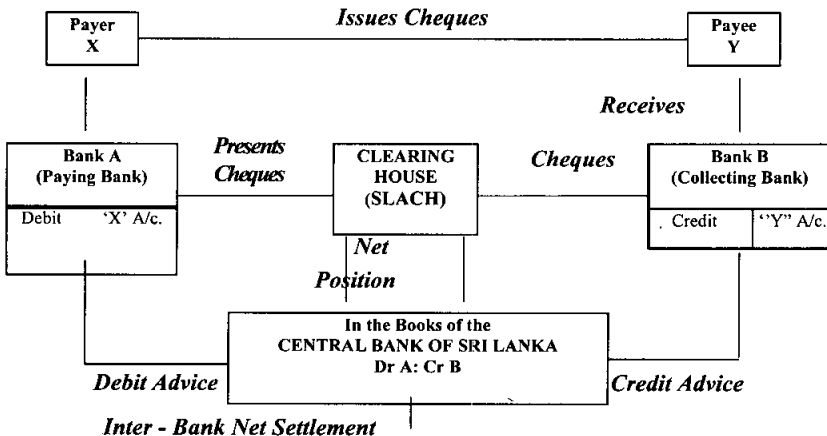 Issues Cheques
Payer
X
Payee
Y
Receives
Bank A
(Paying Bank)
Debit 'X' A/c.
Presents
Cheques
CLEARING
HOUSE
(SLACH)
Cheques
Bank B
(Collecting Bank)
Credit ''Y" A/c.
Net
Position
In the Books of the
CENTRAL BANK OF SRI LANKA
Dr A: Cr B
Debit Advice
Credit Advice
Inter - Bank Net Settlement